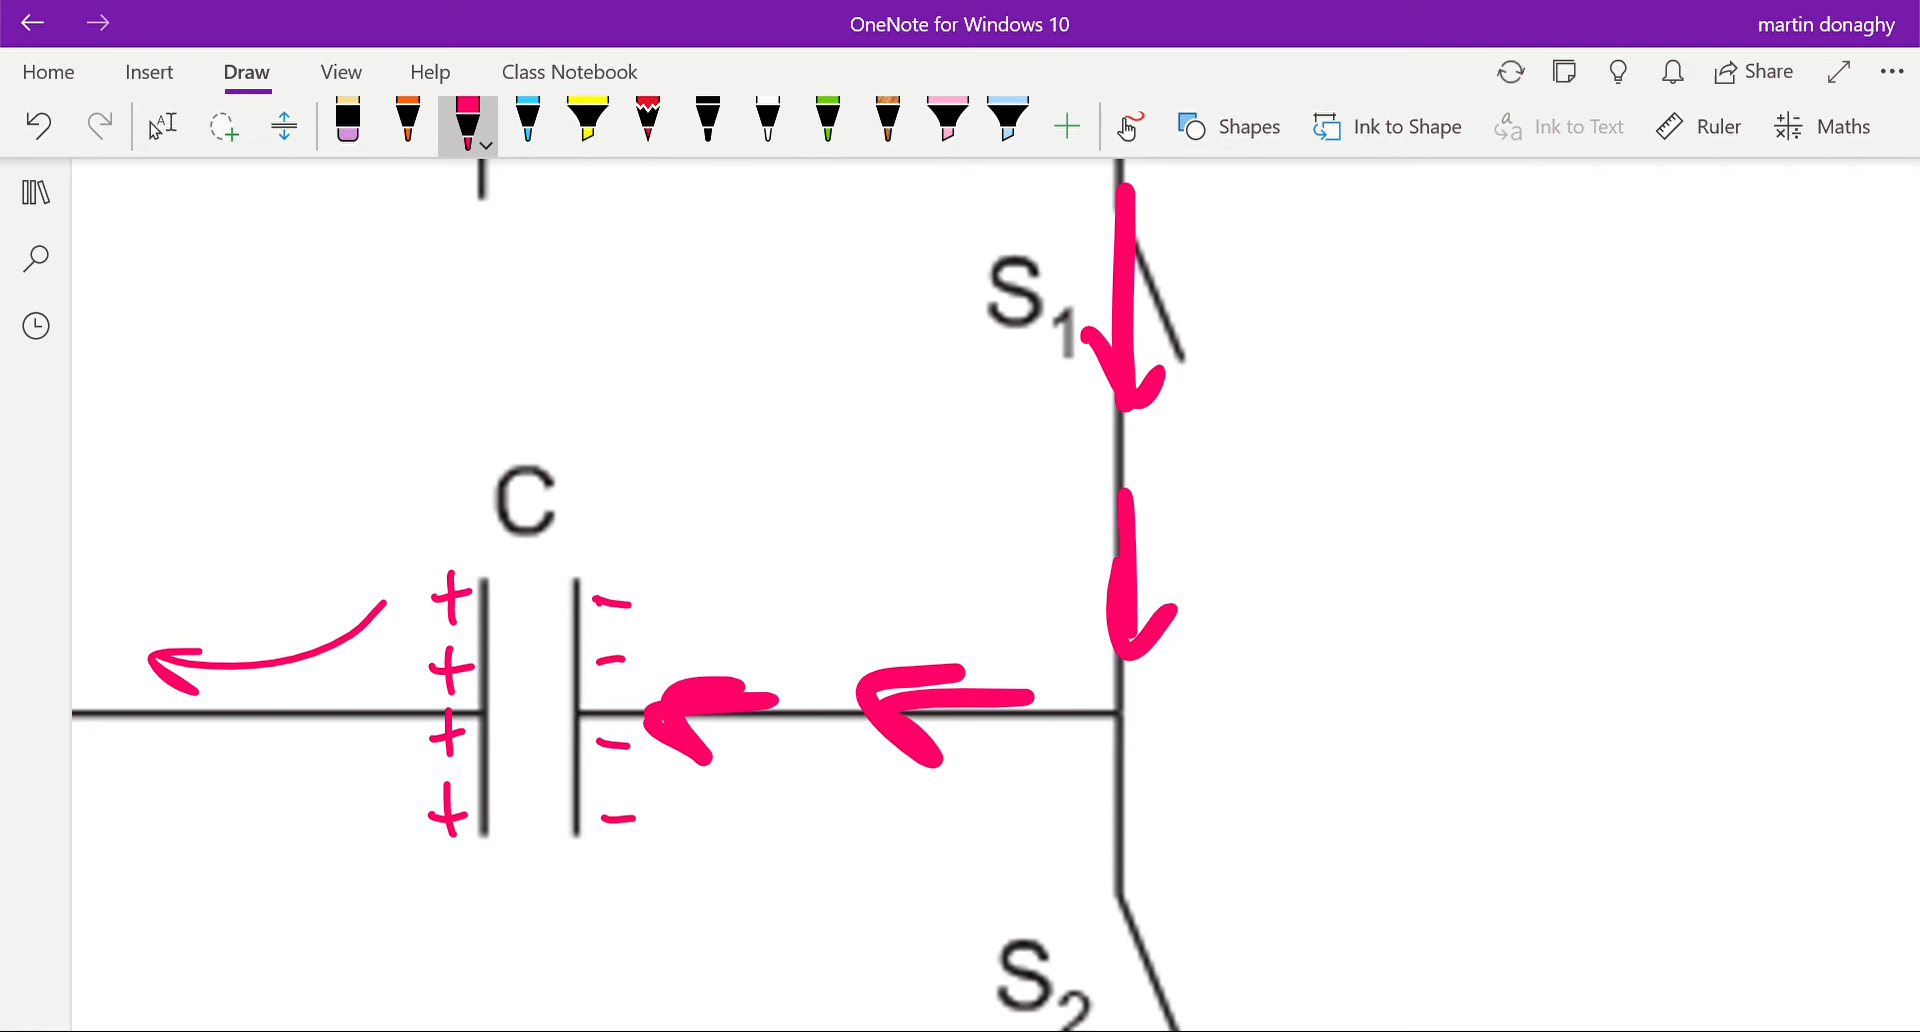 OneNote for Windows 10
martin donaghy
Home Insert Draw View Help Class Notebook
Share
Shapes Ink to Shape Ink to Text Ruler Maths
S1
C
+ -
+ -
+ -
+ -
S2